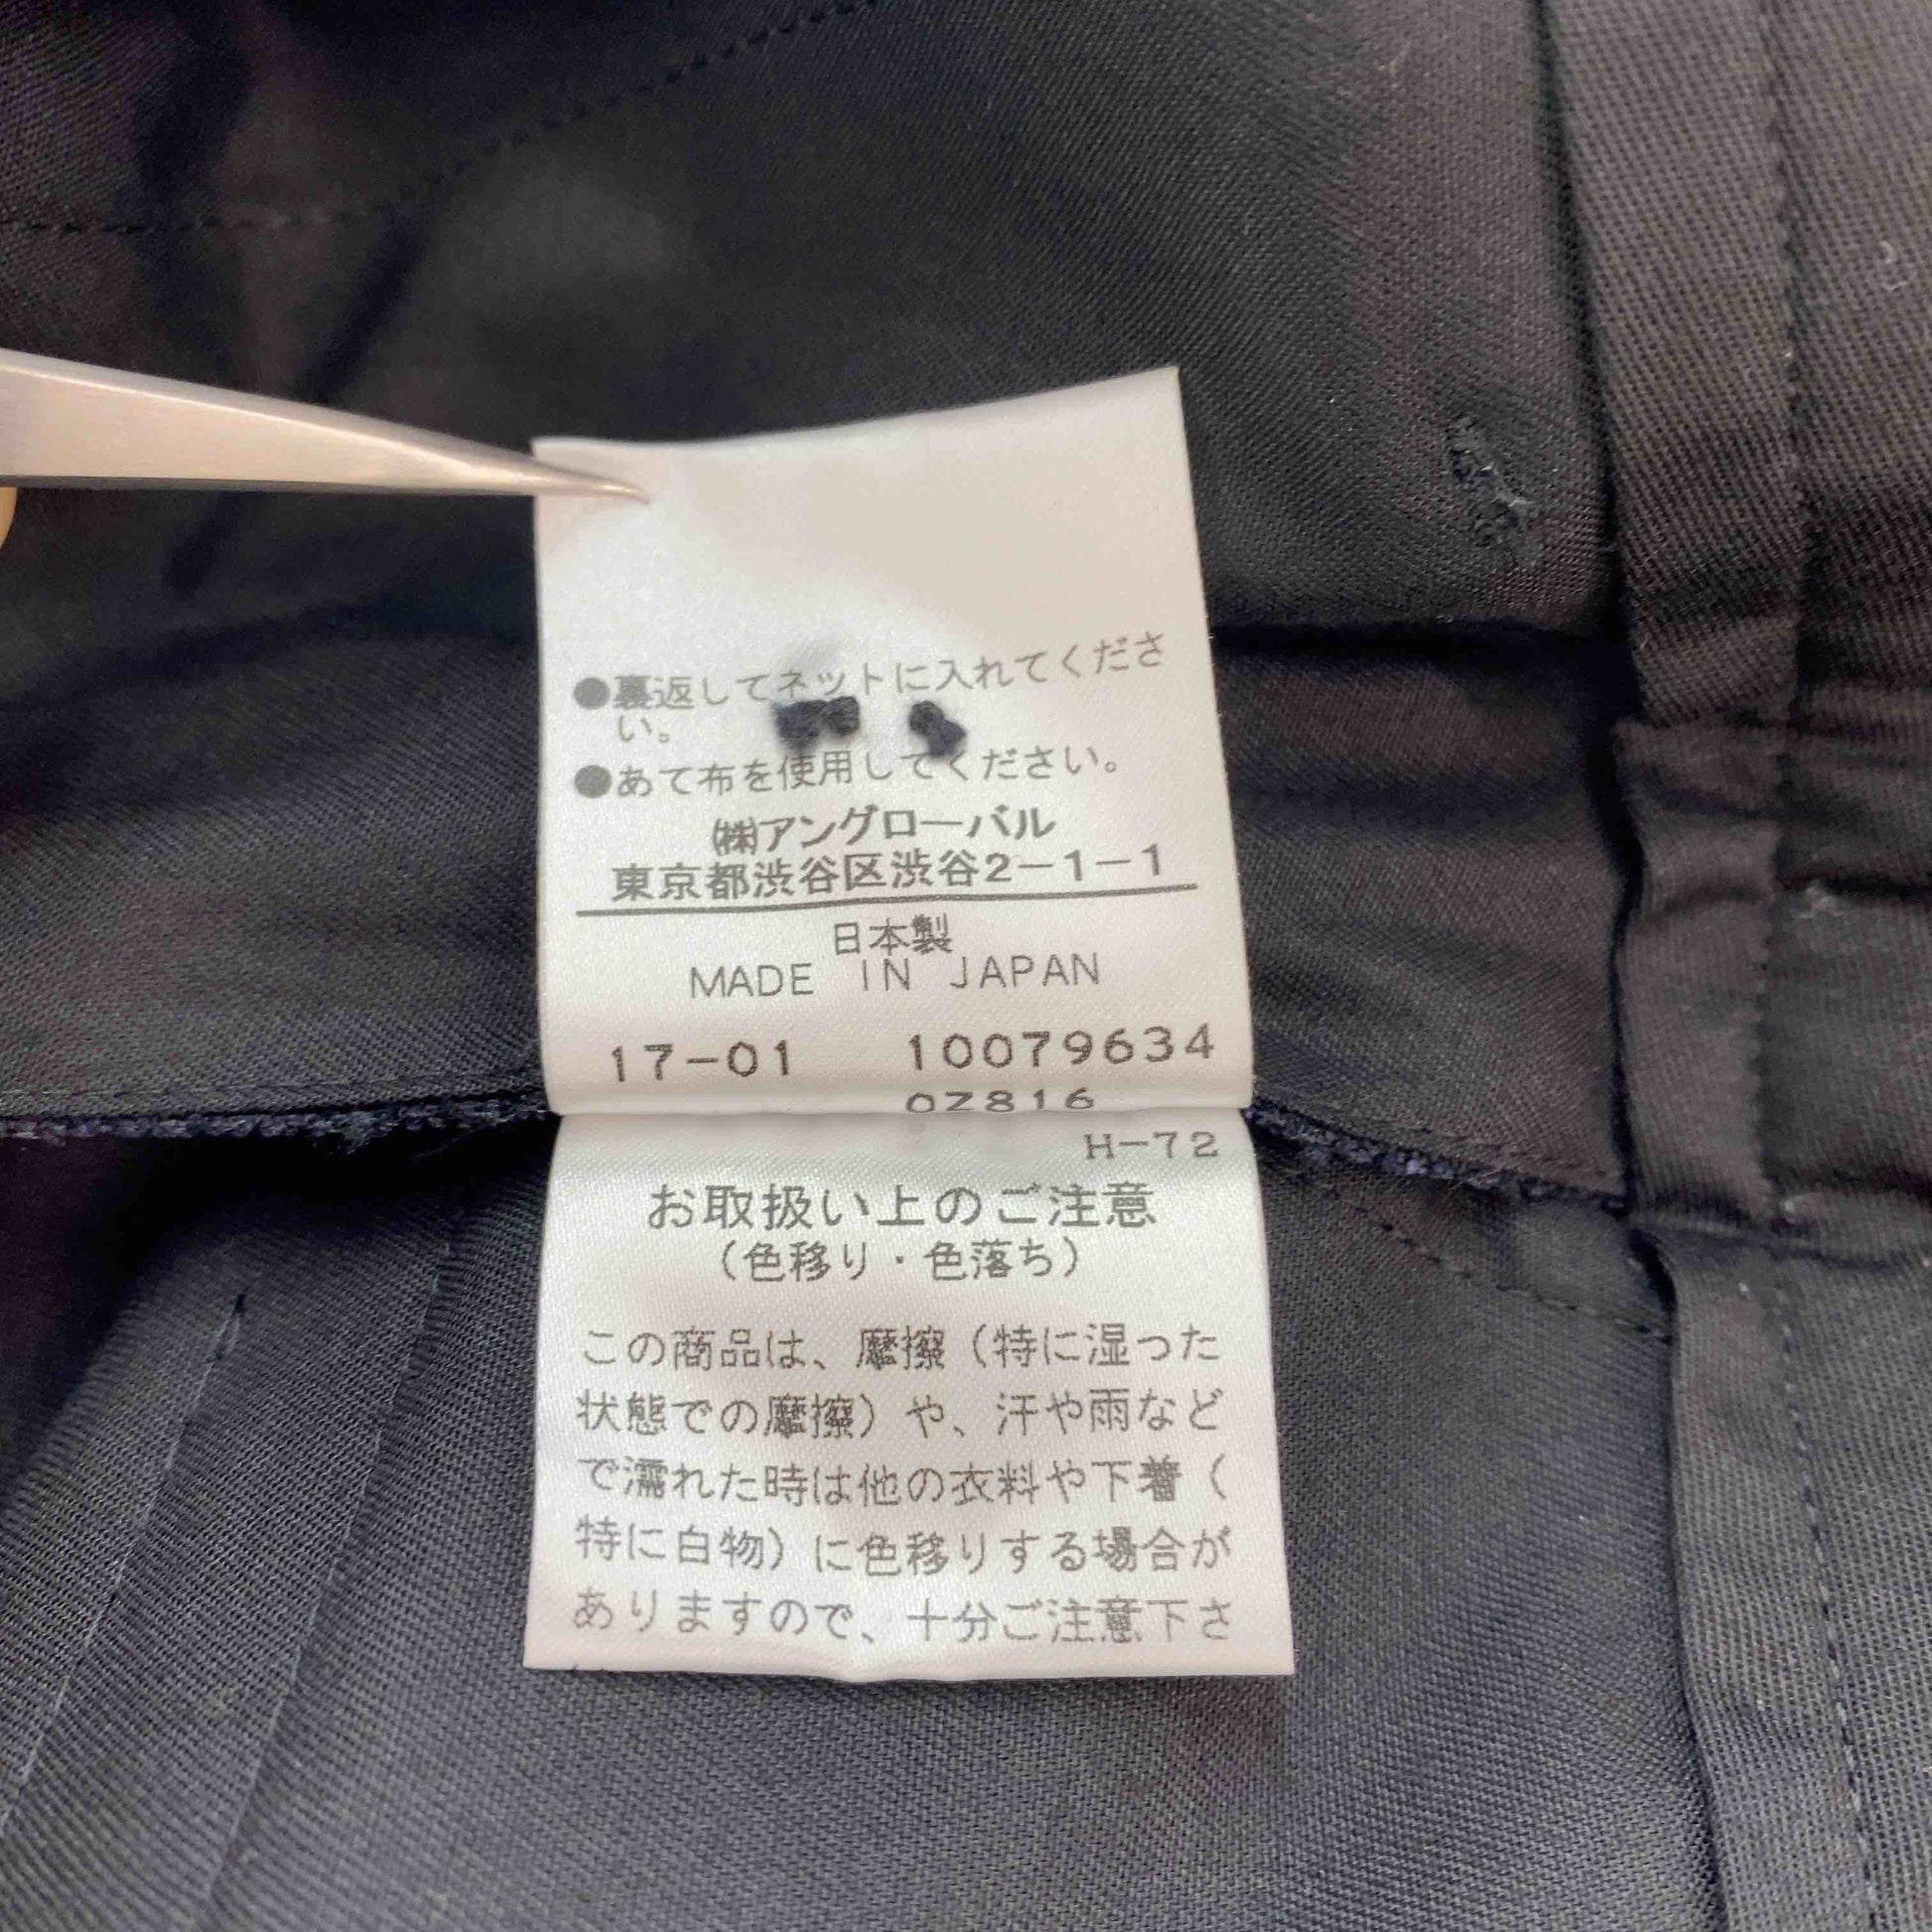 ●裏返してネットに入れてくださ
い。
●あて布を使用してください。
㈱アングローバル
東京都渋谷区渋谷2-1-1
日本製
MADE IN JAPAN
17-01 10079634
0Z816
H-72
お取扱い上のご注意
(色移り・色落ち)
この商品は、摩擦(特に湿った
状態での摩擦)や、汗や雨など
で濡れた時は他の衣料や下着(
特に白物)に色移りする場合が
ありますので、十分ご注意下さ